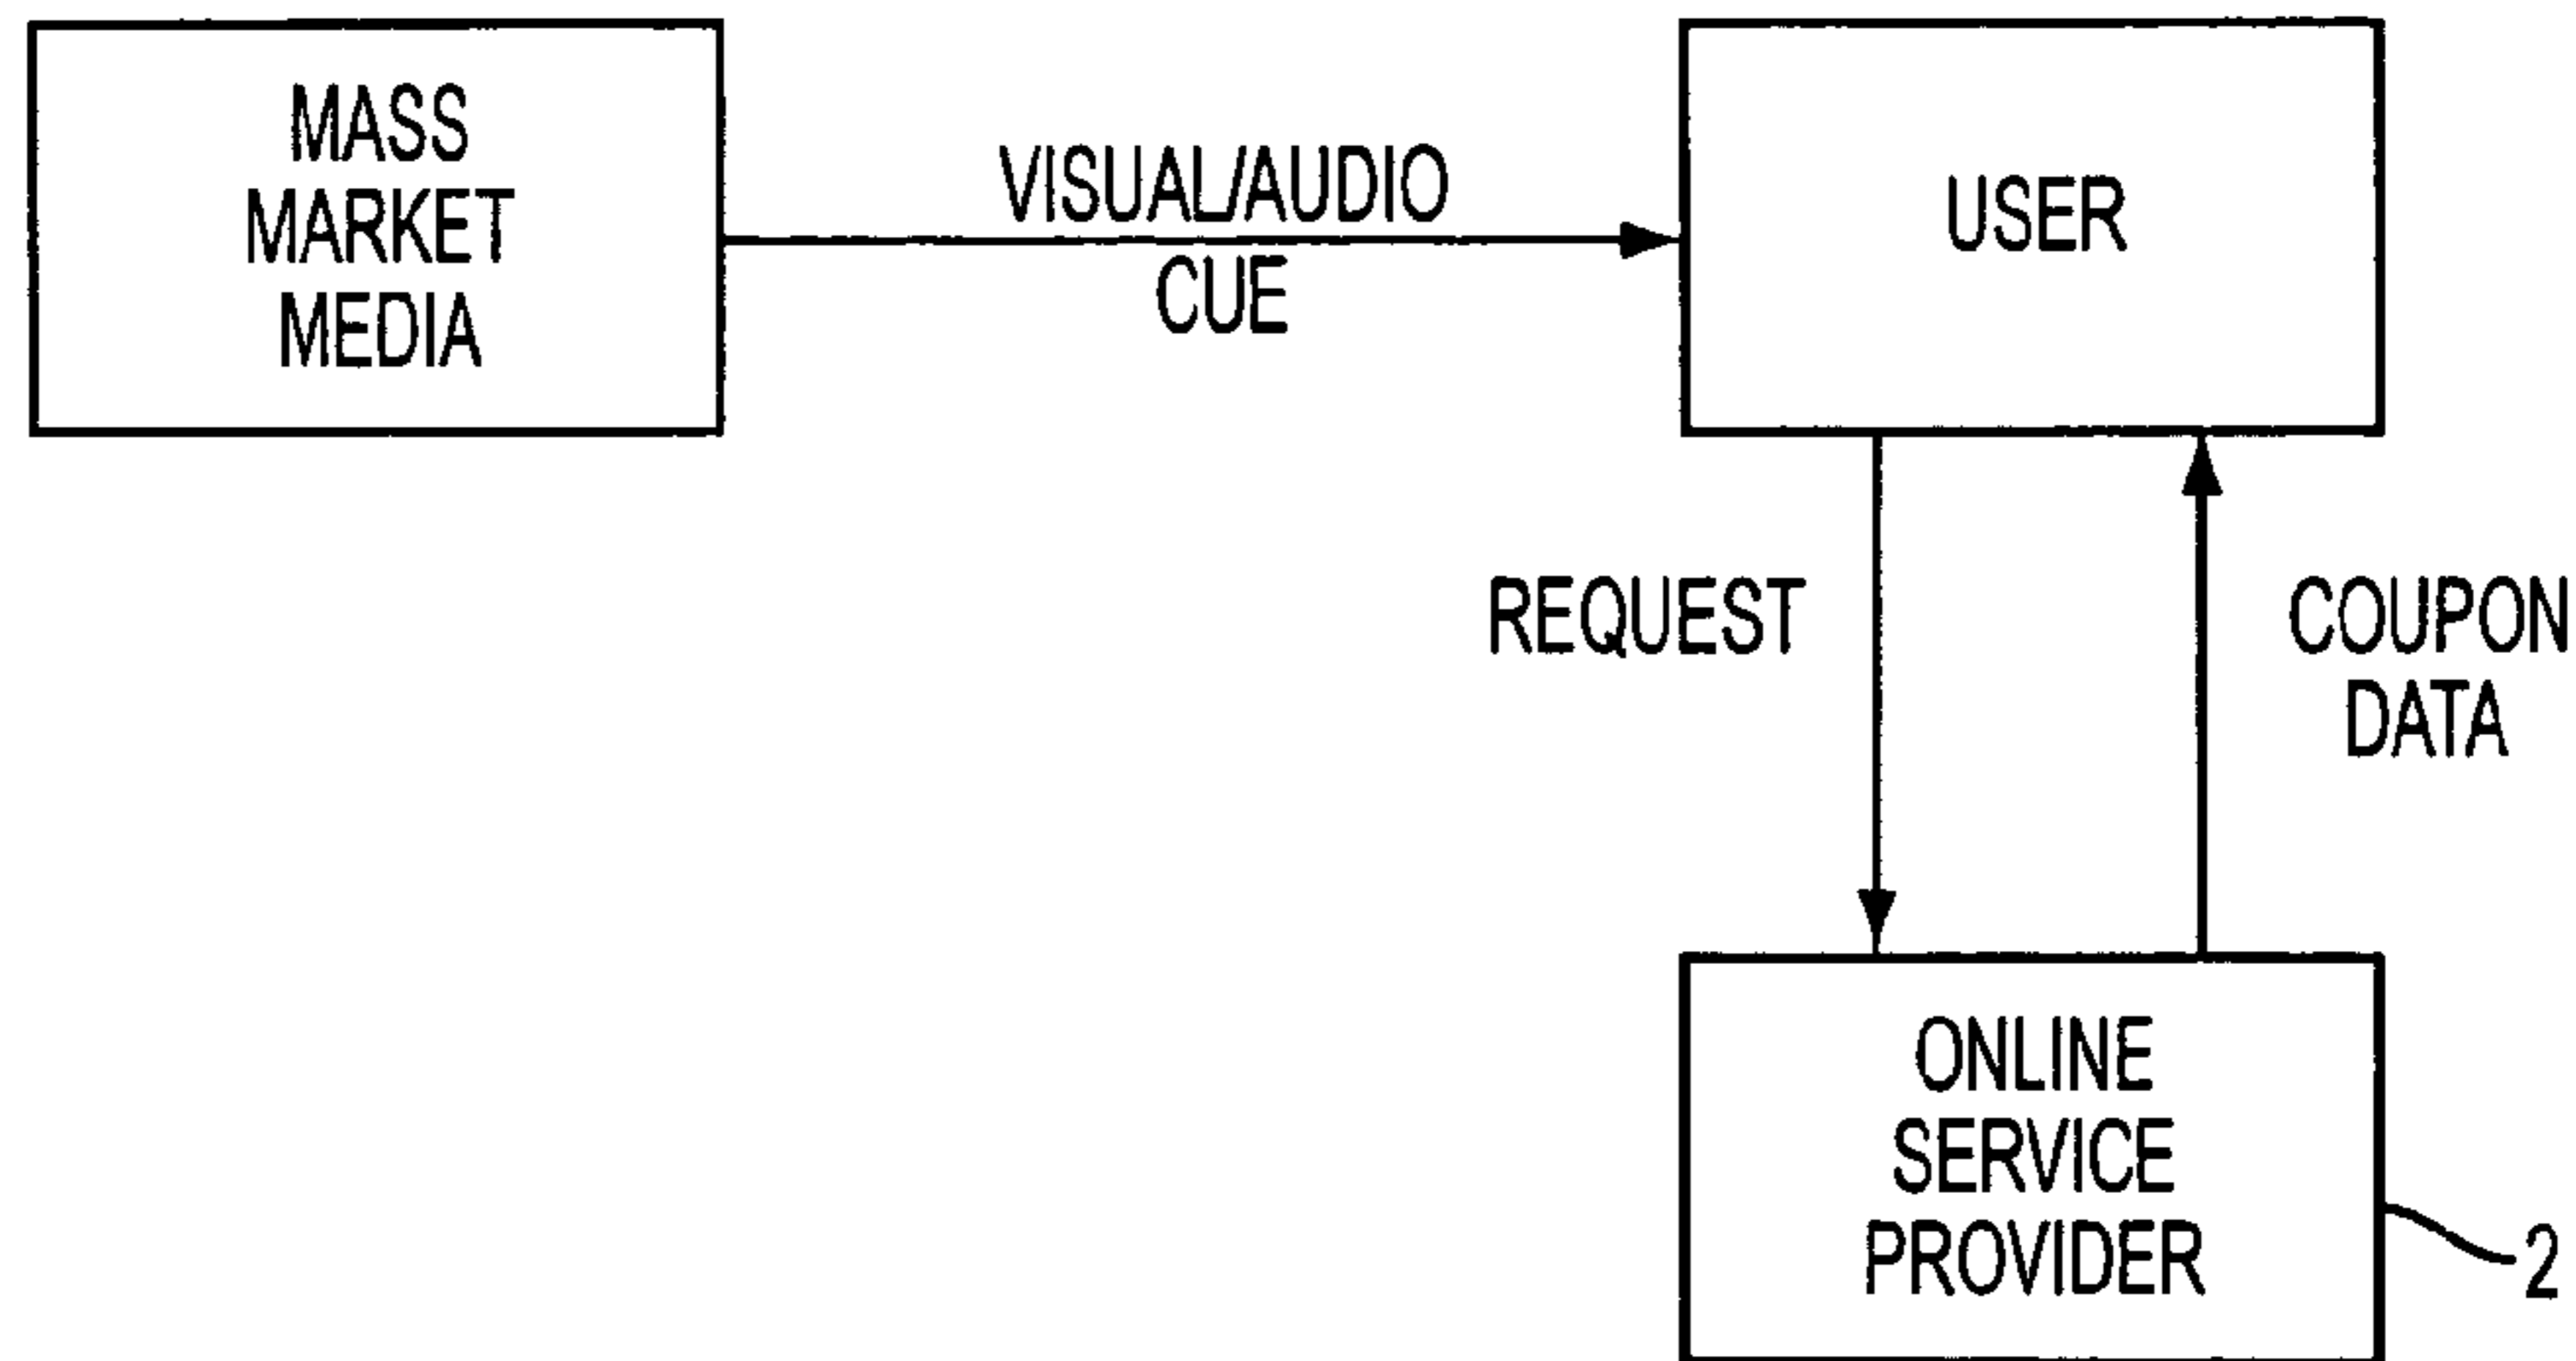 MASS
MARKET
MEDIA
VISUAL/AUDIO
CUE
USER
REQUEST
COUPON
DATA
ONLINE
SERVICE
PROVIDER
2